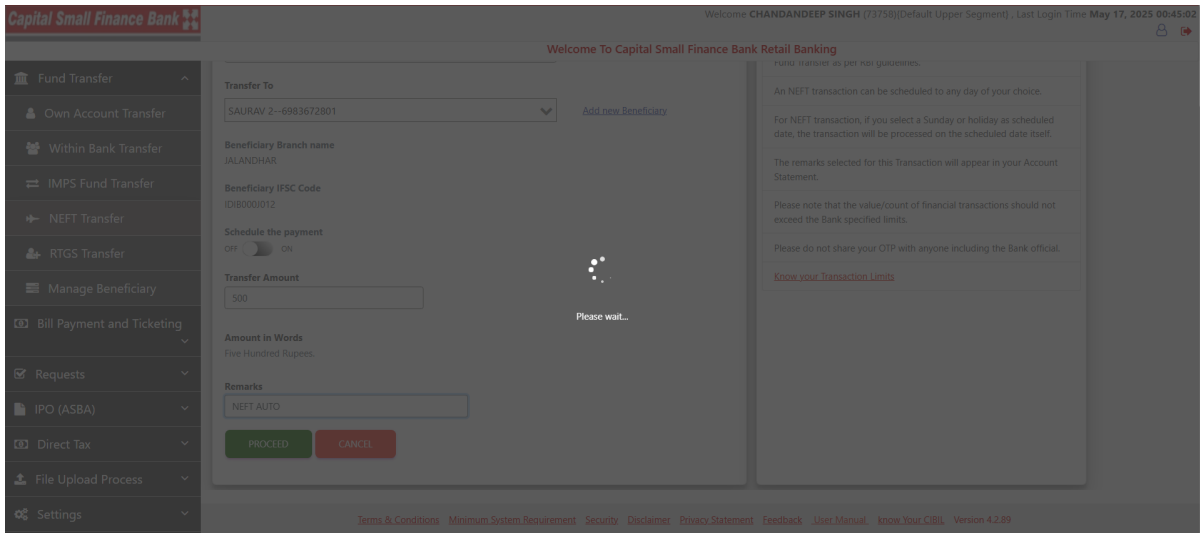 Capital Small Finance Bank
Welcome CHANDANDEEP SINGH (73758)(Default Upper Segment) , Last Login Time May 17, 2025 00:45:02
Welcome To Capital Small Finance Bank Retail Banking
Fund Transfer
Own Account Transfer
Within Bank Transfer
IMPS Fund Transfer
NEFT Transfer
RTGS Transfer
Manage Beneficiary
Bill Payment and Ticketing
Requests
IPO (ASBA)
Direct Tax
File Upload Process
Settings
Transfer To
SAURAV 2--6983672801
Add new Beneficiary
Beneficiary Branch name
JALANDHAR
Beneficiary IFSC Code
IDIB000J012
Schedule the payment
OFF ON
Transfer Amount
500
Amount in Words
Five Hundred Rupees.
Remarks
NEFT AUTO
PROCEED CANCEL
Please wait...
Fund Transfer as per RBI guidelines.
An NEFT transaction can be scheduled to any day of your choice.
For NEFT transaction, if you select a Sunday or holiday as scheduled
date, the transaction will be processed on the scheduled date itself.
The remarks selected for this Transaction will appear in your Account
Statement.
Please note that the value/count of financial transactions should not
exceed the Bank specified limits.
Please do not share your OTP with anyone including the Bank official.
Know your Transaction Limits
Terms & Conditions Minimum System Requirement Security Disclaimer Privacy Statement Feedback User Manual know Your CIBIL Version 4.2.89